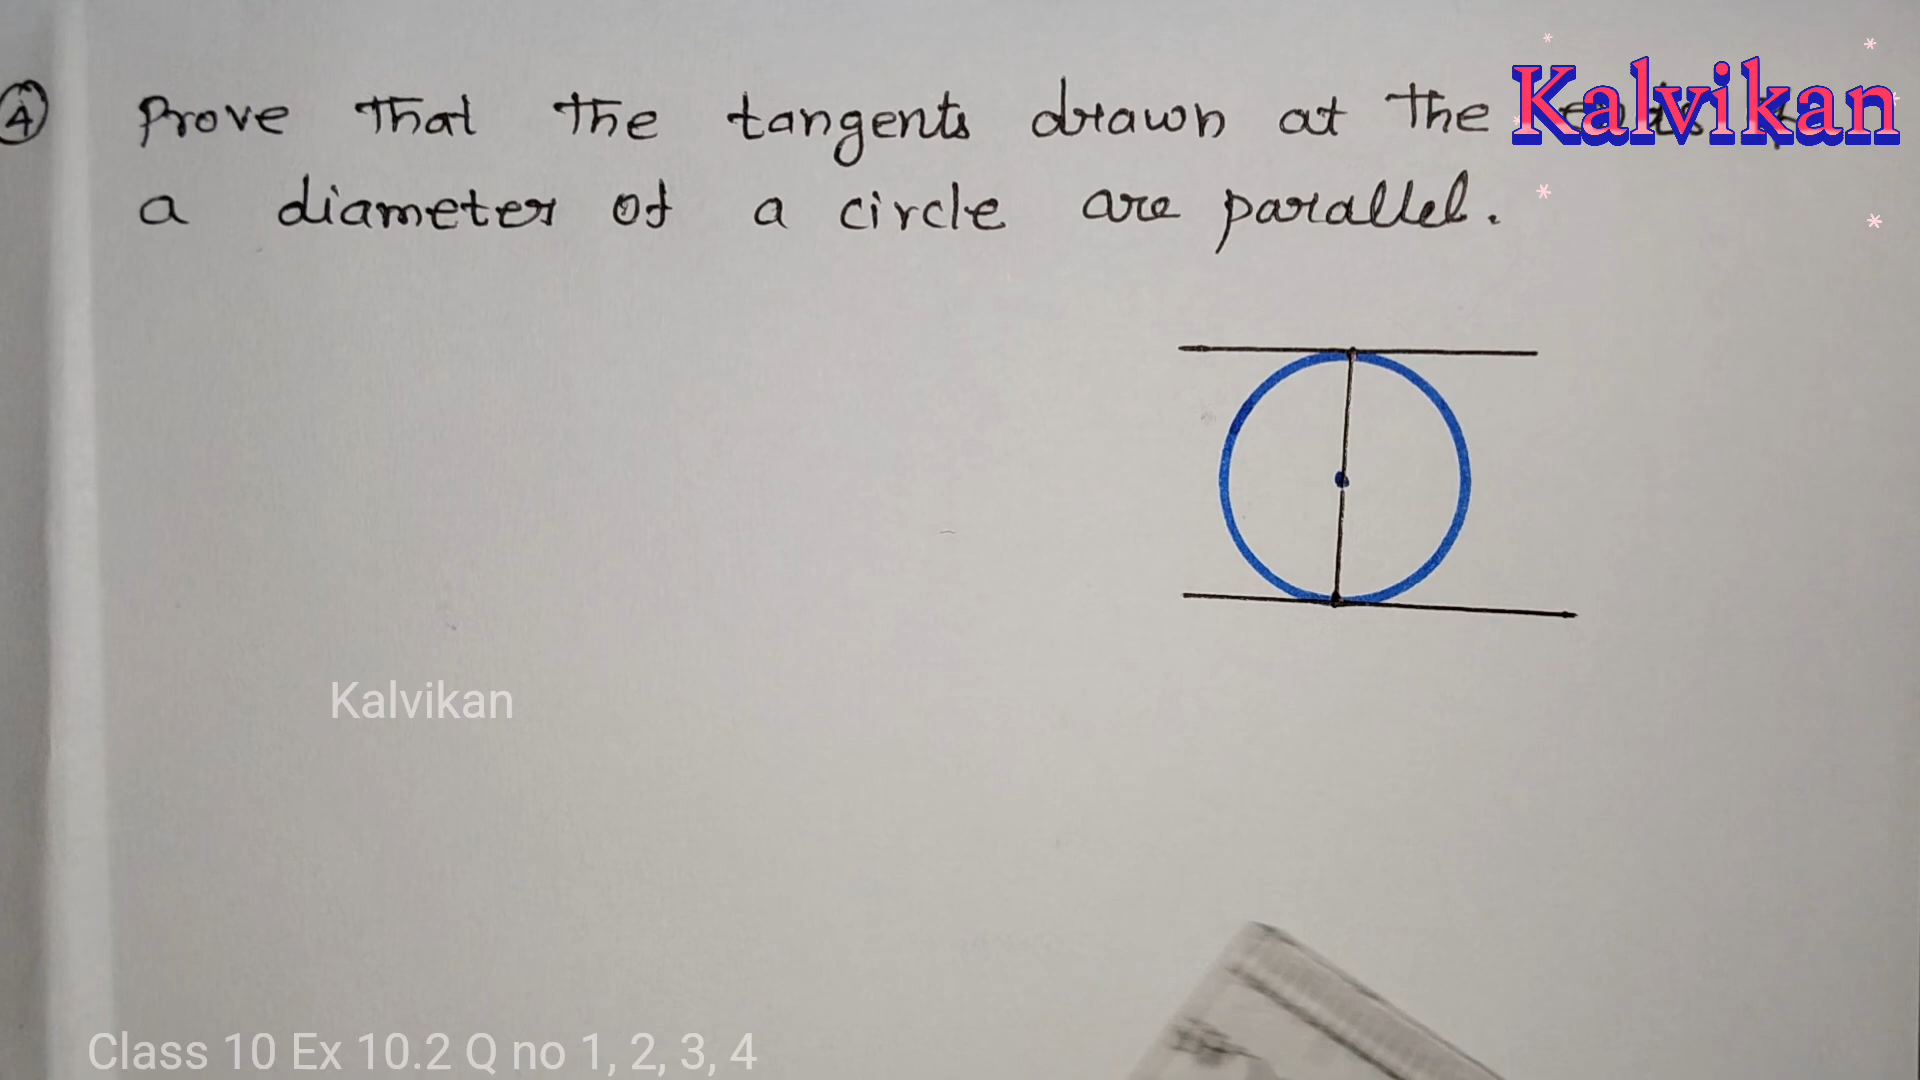 ④ Prove that the tangents drawn at the
a diameter of a circle are parallel.
Kalvikan
Kalvikan
Class 10 Ex 10.2 Q no 1, 2, 3, 4